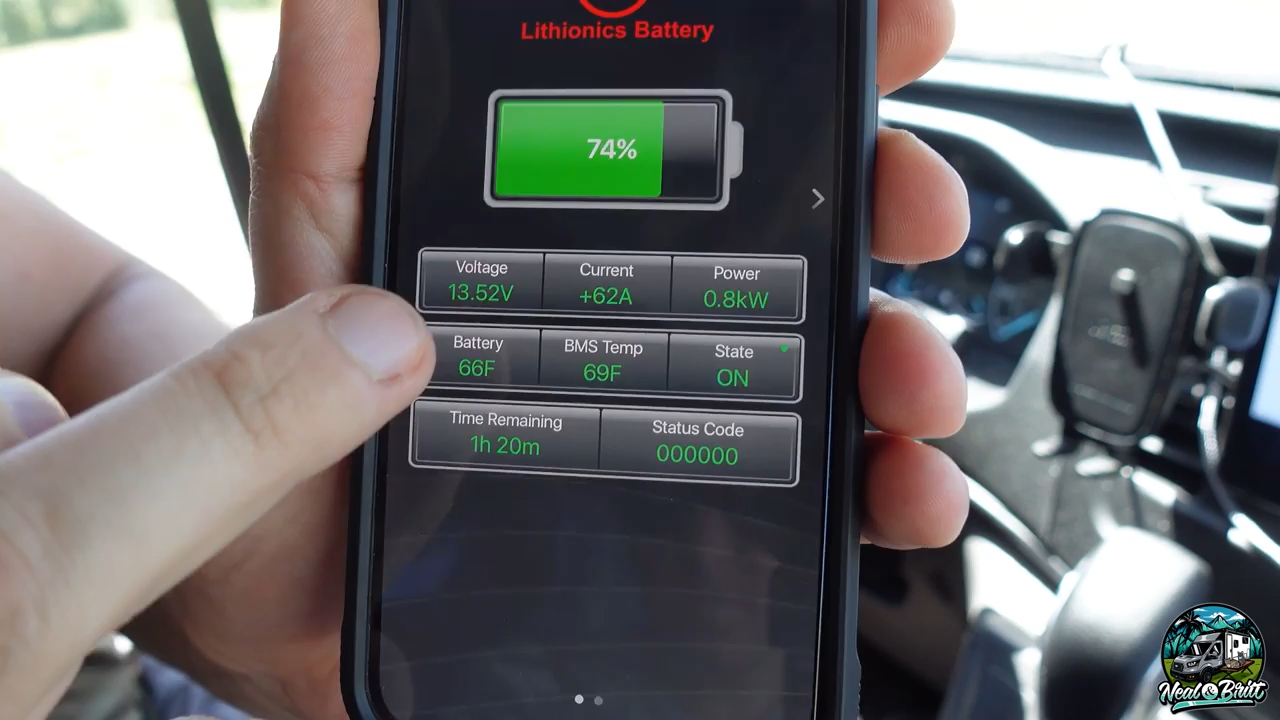 Lithionics Battery
74%
Voltage Current Power
13.52V +62A 0.8kW
Battery BMS Temp State
66F 69F ON
Time Remaining Status Code
1h 20m 000000
Neal & Britt